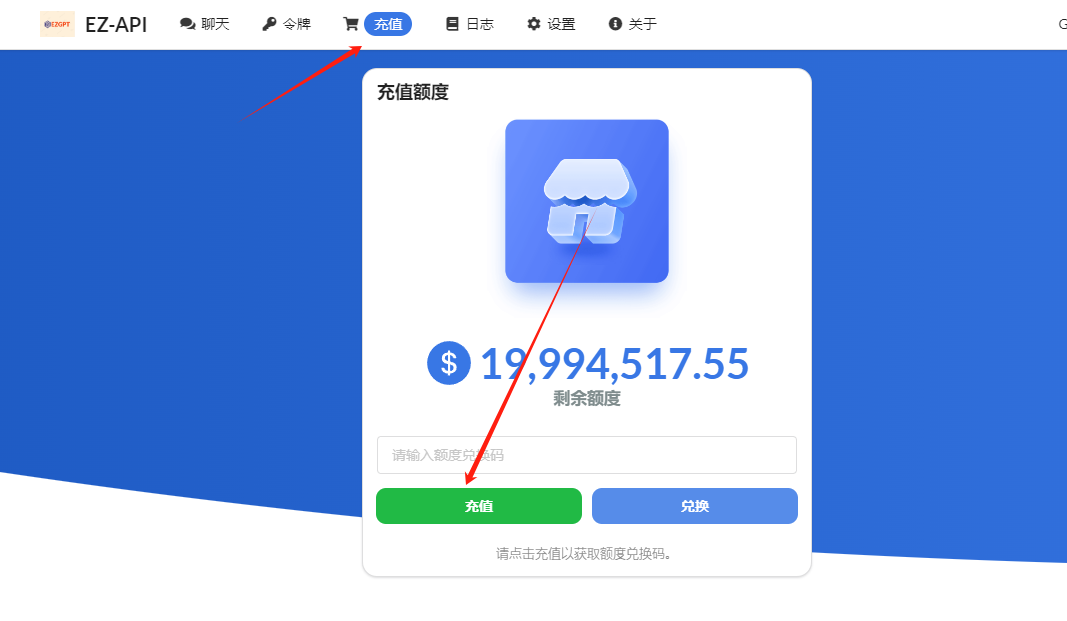 EZGPT EZ-API 聊天 令牌 充值 日志 设置 关于 G
充值额度
$ 19,994,517.55
剩余额度
请输入额度兑换码
充值 兑换
请点击充值以获取额度兑换码。